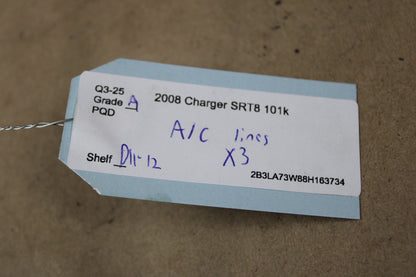 Q3-25
Grade A 2008 Charger SRT8 101k
PQD
A/C lines
Shelf D11-12 X3
2B3LA73W88H163734